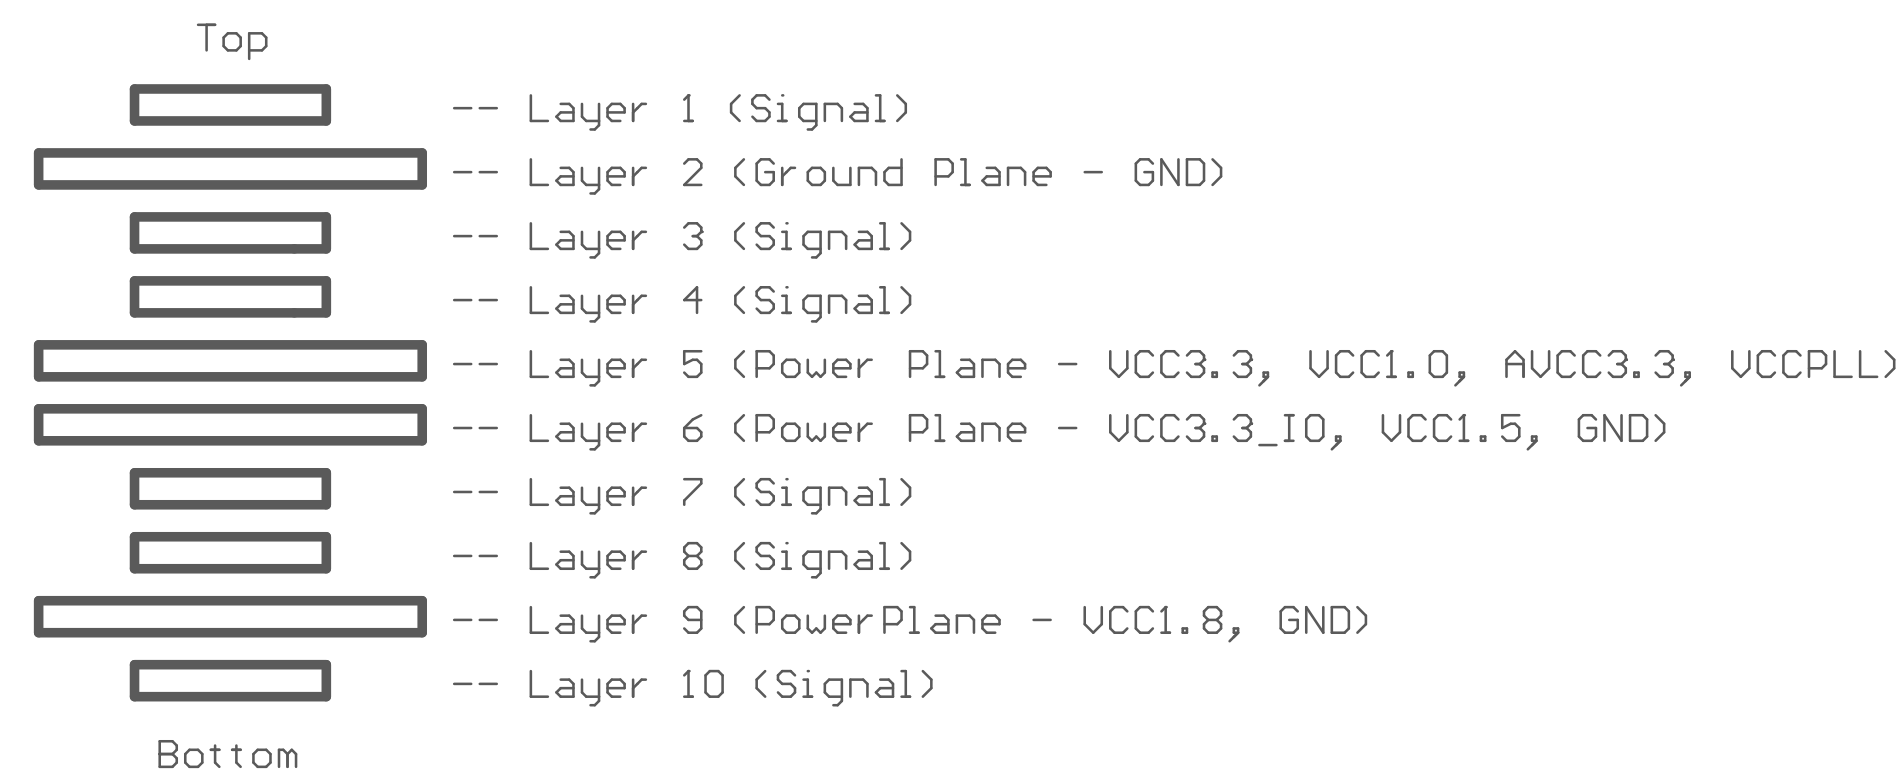 Top
-- Layer 1 (Signal)
-- Layer 2 (Ground Plane - GND)
-- Layer 3 (Signal)
-- Layer 4 (Signal)
-- Layer 5 (Power Plane - VCC3.3, VCC1.0, AVCC3.3, VCCPLL)
-- Layer 6 (Power Plane - VCC3.3_IO, VCC1.5, GND)
-- Layer 7 (Signal)
-- Layer 8 (Signal)
-- Layer 9 (PowerPlane - VCC1.8, GND)
-- Layer 10 (Signal)
Bottom